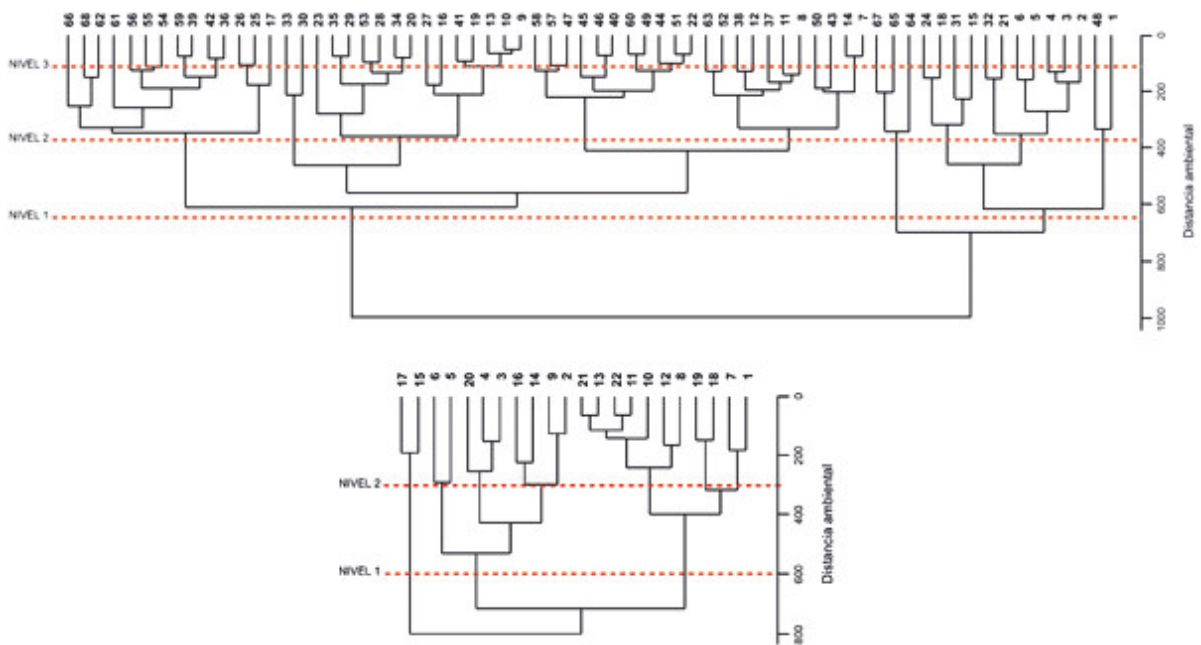 66 68 62 61 56 55 54 59 39 42 36 26 25 17 33 30 23 35 29 53 28 34 20 27 16 41 19 13 10 9 58 57 47 45 46 40 60 49 44 51 22 63 52 38 12 37 11 8 50 43 14 7 67 65 64 24 18 31 15 32 21 6 5 4 3 2 48 1
NIVEL 3
NIVEL 2
NIVEL 1
0
200
400
600
800
1000
Distancia ambiental
17 15 6 5 20 4 3 16 14 9 2 21 13 22 11 10 12 8 19 18 7 1
NIVEL 2
NIVEL 1
0
200
400
600
800
Distancia ambiental